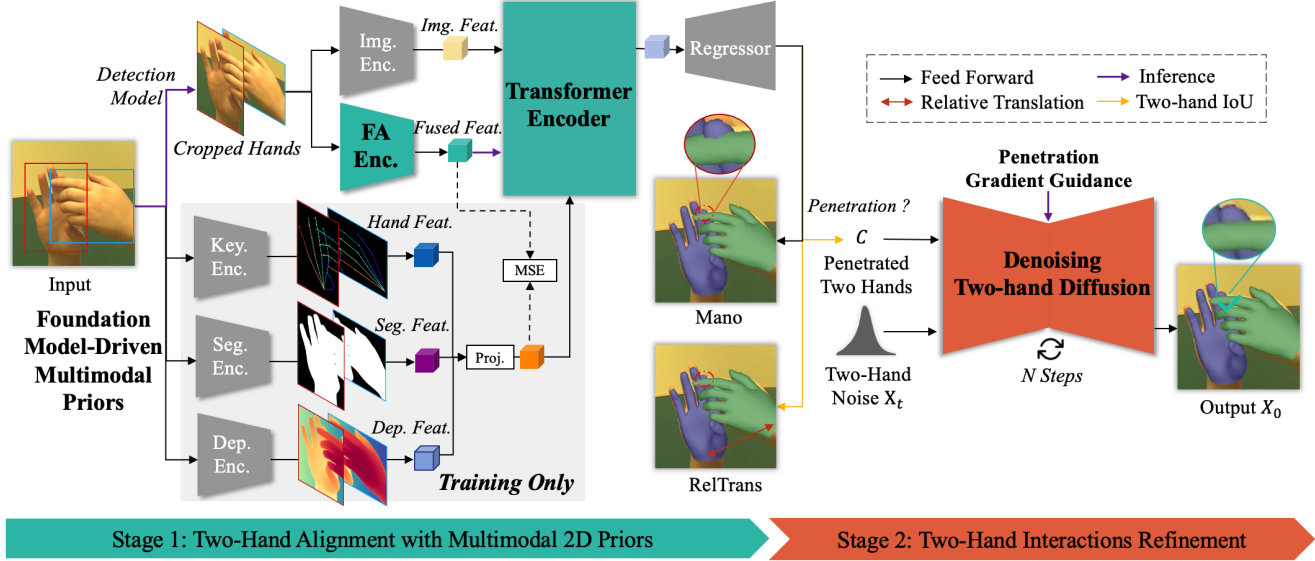 Detection
Model
Cropped Hands
Input
Foundation
Model-Driven
Multimodal
Priors
Img.
Enc.
Img. Feat.
FA
Enc.
Fused Feat.
Transformer
Encoder
Regressor
Key.
Enc.
Hand Feat.
Seg.
Enc.
Seg. Feat.
Dep.
Enc.
Dep. Feat.
Proj.
MSE
Training Only
Mano
RelTrans
Feed Forward
Inference
Relative Translation
Two-hand IoU
Penetration ?
C
Penetrated
Two Hands
Two-Hand
Noise X_t
Penetration
Gradient Guidance
Denoising
Two-hand Diffusion
N Steps
Output X_0
Stage 1: Two-Hand Alignment with Multimodal 2D Priors
Stage 2: Two-Hand Interactions Refinement